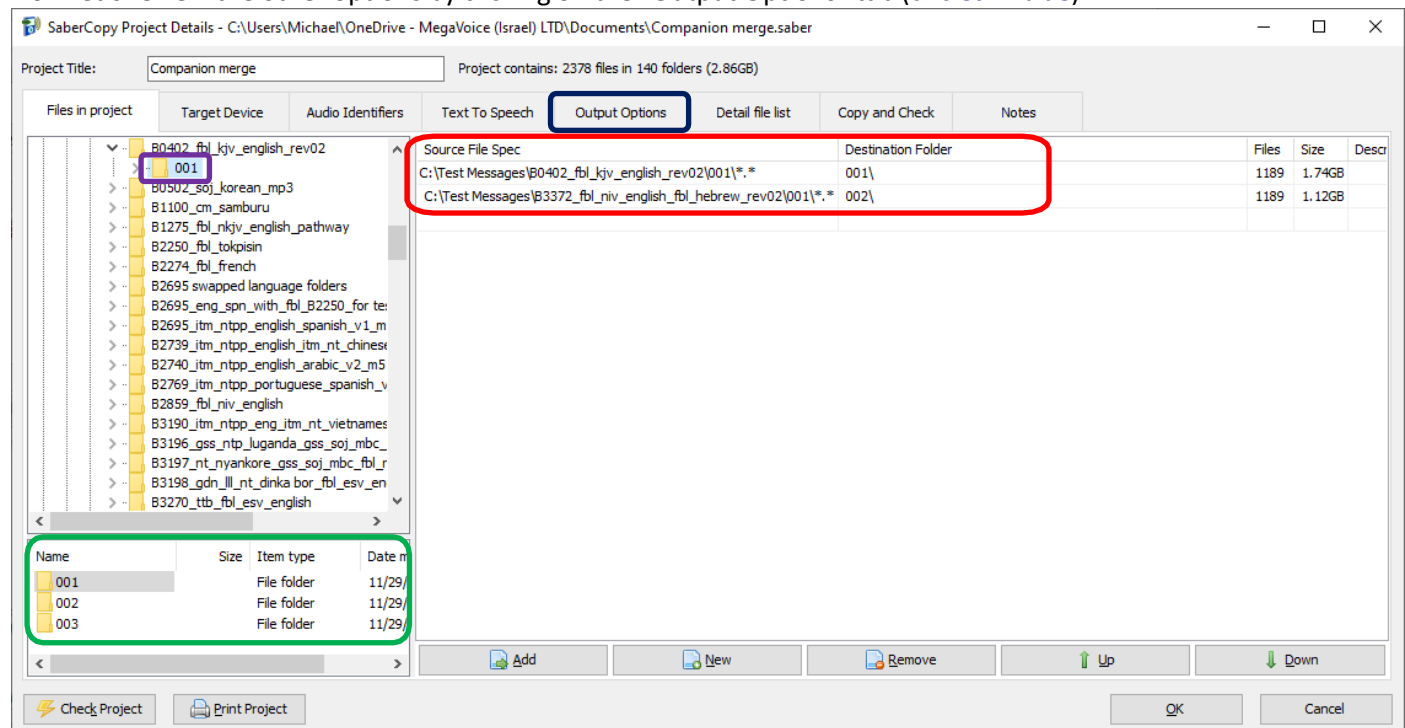 SaberCopy Project Details - C:\Users\Michael\OneDrive - MegaVoice (Israel) LTD\Documents\Companion merge.saber
Project Title: Companion merge Project contains: 2378 files in 140 folders (2.86GB)
Files in project Target Device Audio Identifiers Text To Speech Output Options Detail file list Copy and Check Notes
B0402_fbl_kjv_english_rev02
001
B0502_soj_korean_mp3
B1100_cm_samburu
B1275_fbl_nkjv_english_pathway
B2250_fbl_tokpisin
B2274_fbl_french
B2695 swapped language folders
B2695_eng_spn_with_fbl_B2250_for te
B2695_itm_ntpp_english_spanish_v1_m
B2739_itm_ntpp_english_itm_nt_chinese
B2740_itm_ntpp_english_arabic_v2_m5
B2769_itm_ntpp_portuguese_spanish_v
B2859_fbl_niv_english
B3190_itm_ntpp_eng_itm_nt_vietnames
B3196_gss_ntp_luganda_gss_soj_mbc_
B3197_nt_nyankore_gss_soj_mbc_fbl_r
B3198_gdn_lll_nt_dinka bor_fbl_esv_en
B3270_ttb_fbl_esv_english
Name Size Item type Date m
001 File folder 11/29/
002 File folder 11/29/
003 File folder 11/29/
Source File Spec Destination Folder Files Size Descr
C:\Test Messages\B0402_fbl_kjv_english_rev02\001\*.* 001\ 1189 1.74GB
C:\Test Messages\B3372_fbl_niv_english_fbl_hebrew_rev02\001\*.* 002\ 1189 1.12GB
Add New Remove Up Down
Check Project Print Project OK Cancel